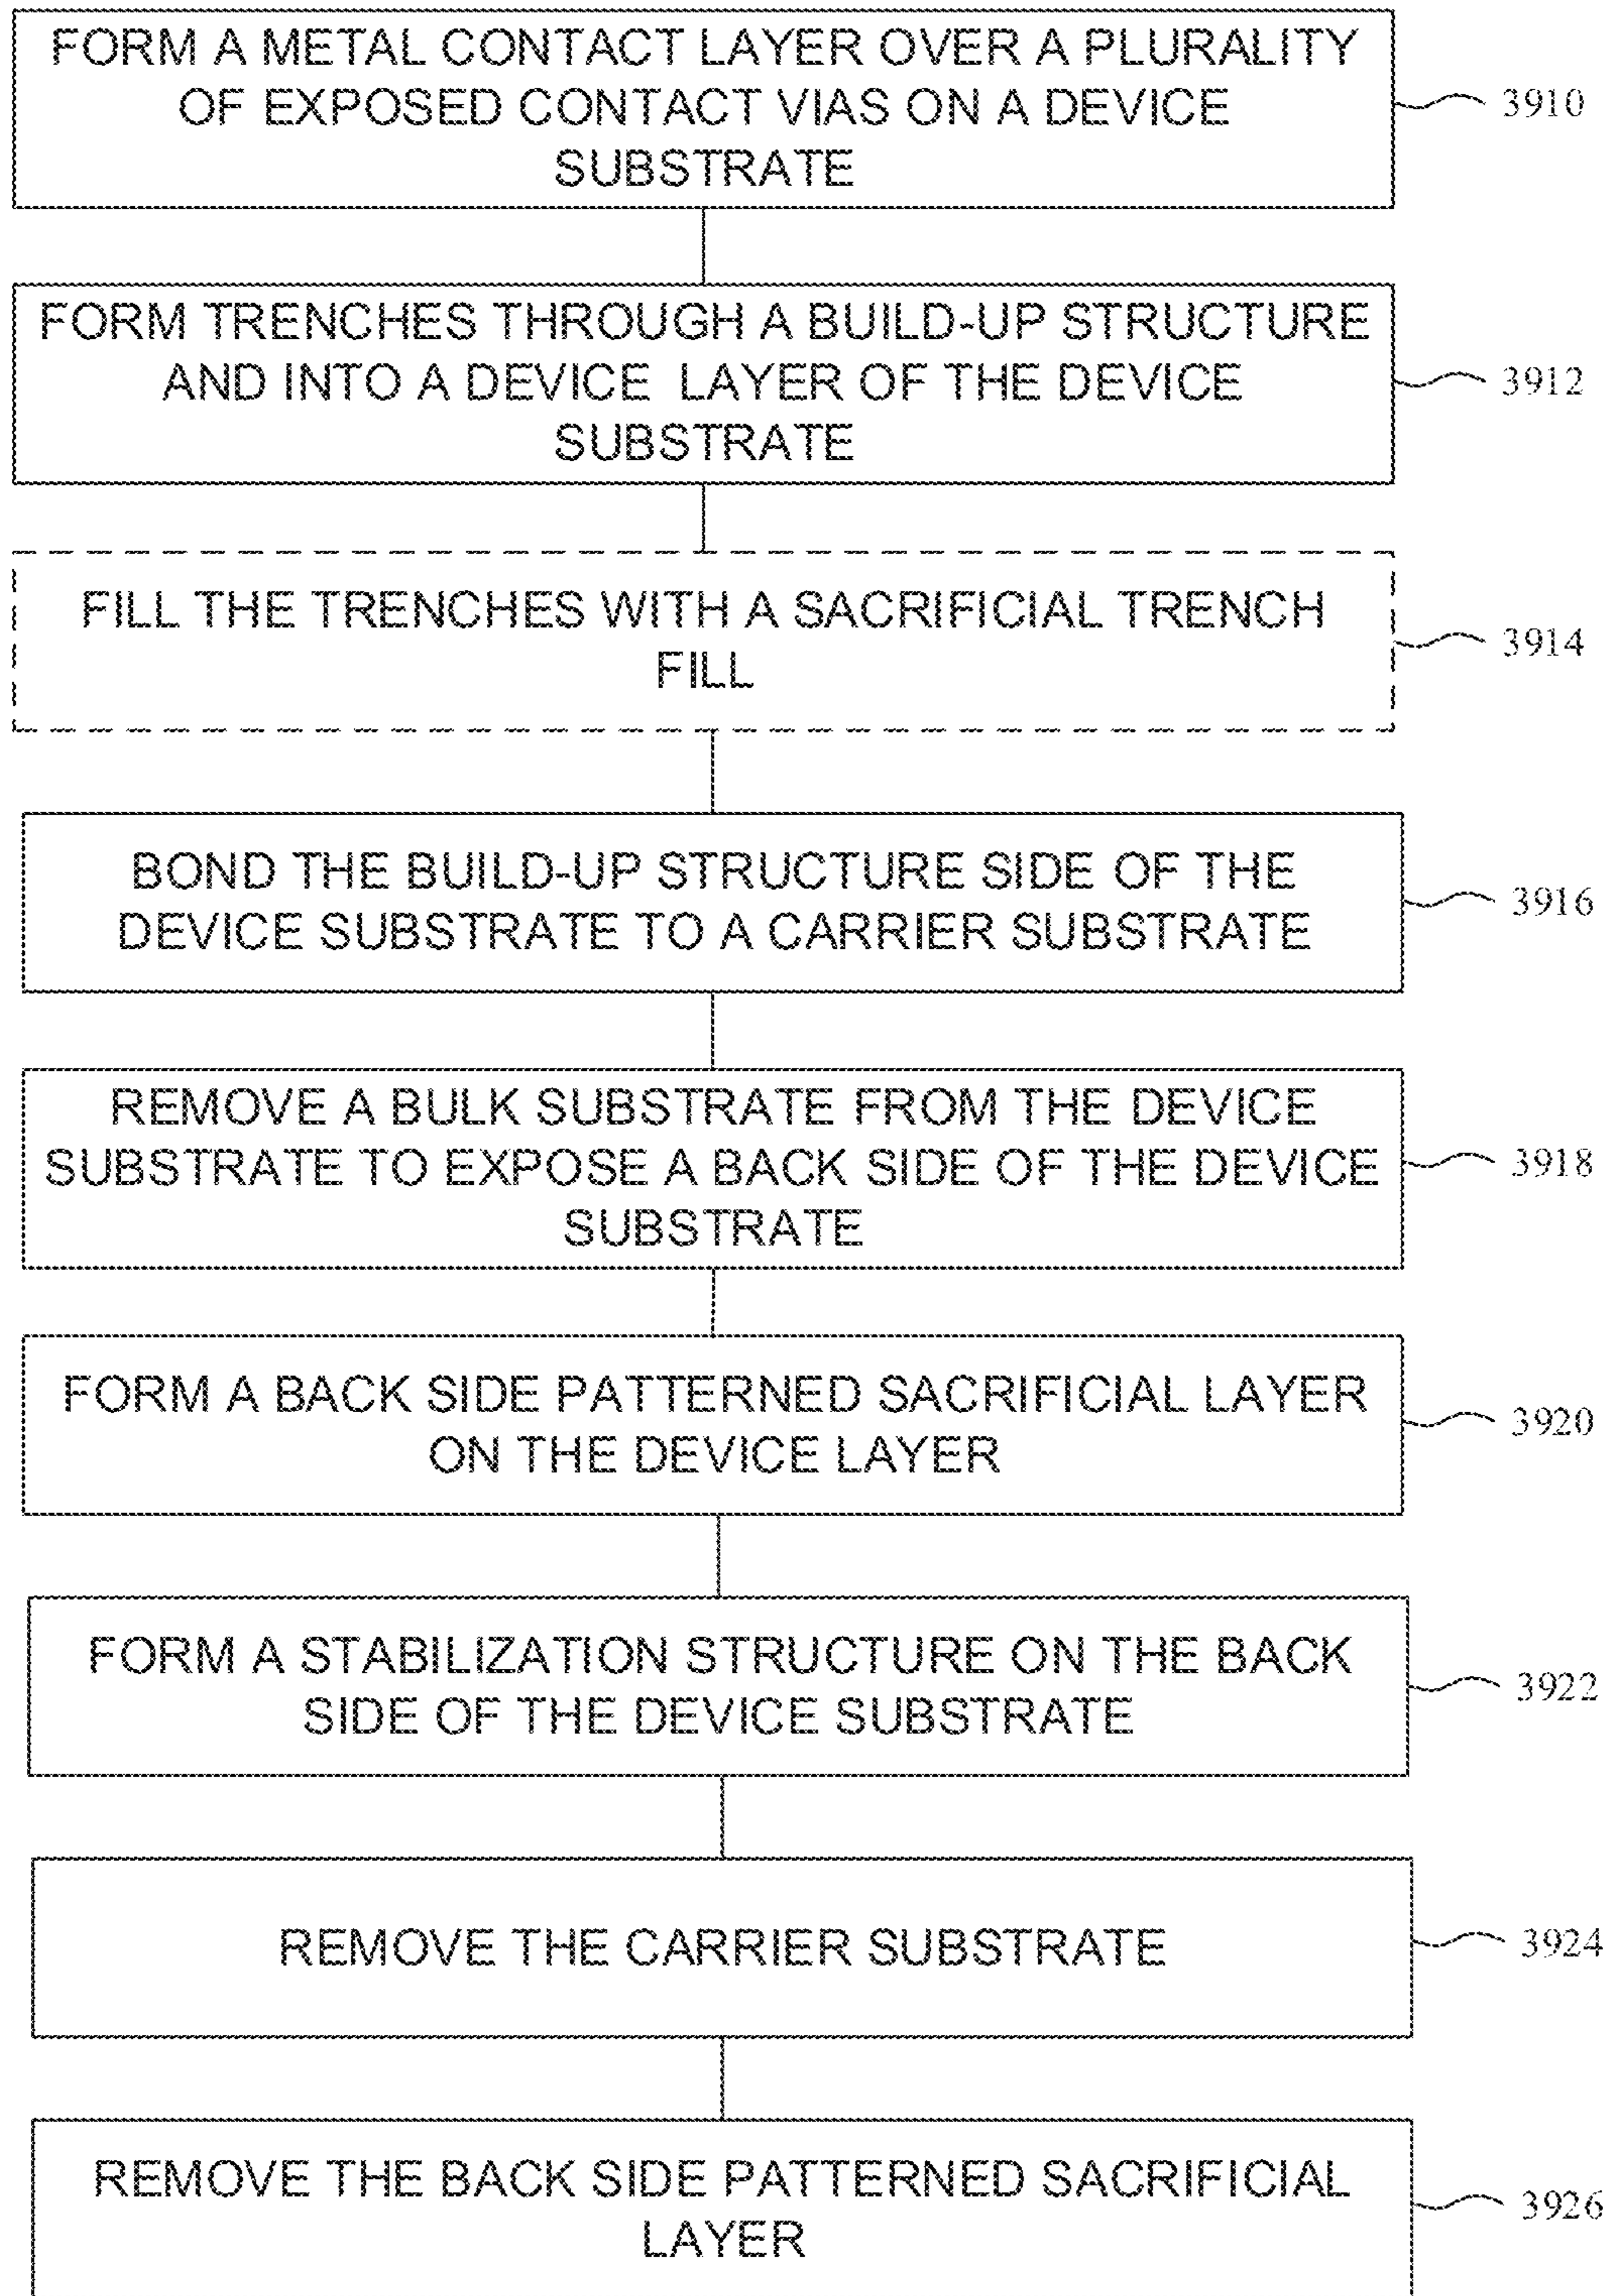 FORM A METAL CONTACT LAYER OVER A PLURALITY
OF EXPOSED CONTACT VIAS ON A DEVICE
SUBSTRATE
3910
FORM TRENCHES THROUGH A BUILD-UP STRUCTURE
AND INTO A DEVICE LAYER OF THE DEVICE
SUBSTRATE
3912
FILL THE TRENCHES WITH A SACRIFICIAL TRENCH
FILL
3914
BOND THE BUILD-UP STRUCTURE SIDE OF THE
DEVICE SUBSTRATE TO A CARRIER SUBSTRATE
3916
REMOVE A BULK SUBSTRATE FROM THE DEVICE
SUBSTRATE TO EXPOSE A BACK SIDE OF THE DEVICE
SUBSTRATE
3918
FORM A BACK SIDE PATTERNED SACRIFICIAL LAYER
ON THE DEVICE LAYER
3920
FORM A STABILIZATION STRUCTURE ON THE BACK
SIDE OF THE DEVICE SUBSTRATE
3922
REMOVE THE CARRIER SUBSTRATE
3924
REMOVE THE BACK SIDE PATTERNED SACRIFICIAL
LAYER
3926